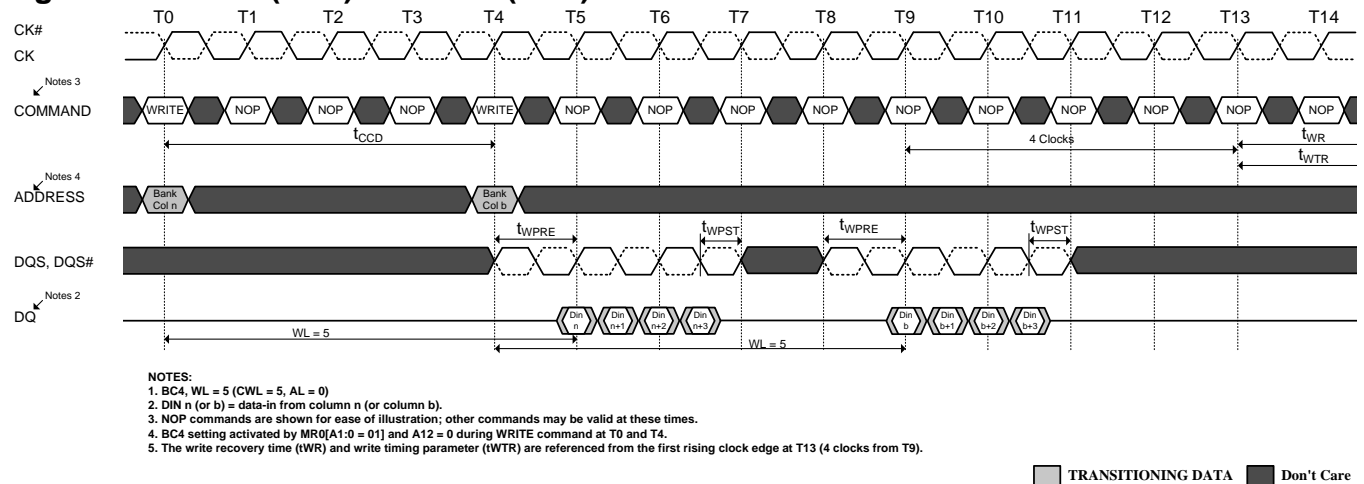 T0 T1 T2 T3 T4 T5 T6 T7 T8 T9 T10 T11 T12 T13 T14
CK#
CK
Notes 3
COMMAND
WRITE NOP NOP NOP WRITE NOP NOP NOP NOP NOP NOP NOP NOP NOP NOP
tCCD
4 Clocks
tWR
tWTR
Notes 4
ADDRESS
Bank Bank
Col n Col b
tWPRE tWPST tWPRE tWPST
DQS, DQS#
Notes 2
DQ
Din Din Din Din Din Din Din Din
n n+1 n+2 n+3 b b+1 b+2 b+3
WL = 5
WL = 5
NOTES:
1. BC4, WL = 5 (CWL = 5, AL = 0)
2. DIN n (or b) = data-in from column n (or column b).
3. NOP commands are shown for ease of illustration; other commands may be valid at these times.
4. BC4 setting activated by MR0[A1:0 = 01] and A12 = 0 during WRITE command at T0 and T4.
5. The write recovery time (tWR) and write timing parameter (tWTR) are referenced from the first rising clock edge at T13 (4 clocks from T9).
TRANSITIONING DATA Don't Care